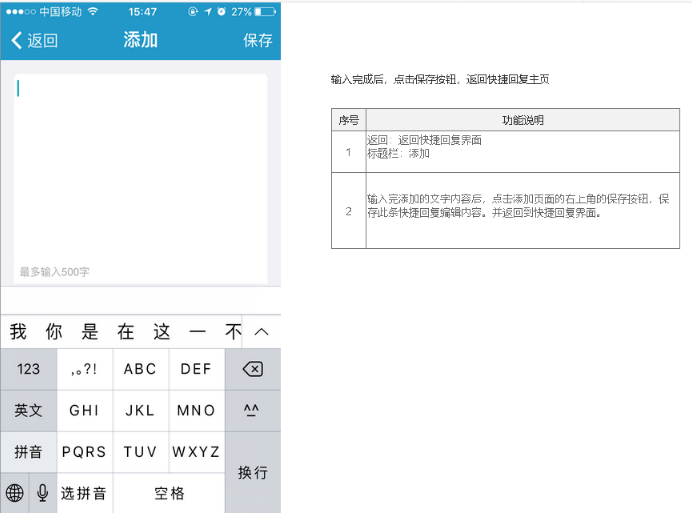 中国移动 15:47 27%
返回 添加 保存
最多输入500字
我 你 是 在 这 一 不
123 ,。?! ABC DEF
英文 GHI JKL MNO ^^
拼音 PQRS TUV WXYZ
换行
选拼音 空格
输入完成后，点击保存按钮，返回快捷回复主页
序号 功能说明
1 返回：返回快捷回复界面
标题栏：添加
2 输入完添加的文字内容后，点击添加页面的右上角的保存按钮，保
存此条快捷回复编辑内容。并返回到快捷回复界面。